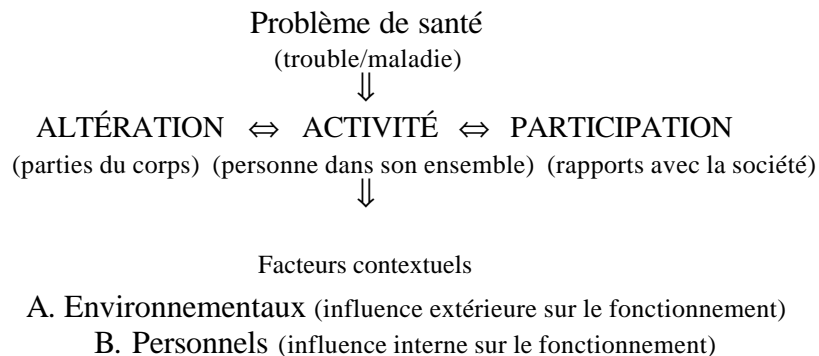 Problème de santé
(trouble/maladie)
⇓
ALTÉRATION ⇔ ACTIVITÉ ⇔ PARTICIPATION
(parties du corps) (personne dans son ensemble) (rapports avec la société)
⇓
Facteurs contextuels
A. Environnementaux (influence extérieure sur le fonctionnement)
B. Personnels (influence interne sur le fonctionnement)